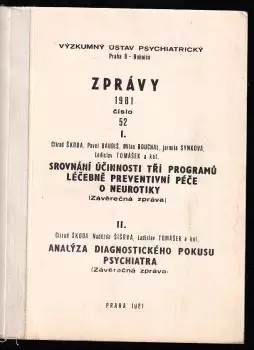 VÝZKUMNÝ ÚSTAV PSYCHIATRICKÝ
Praha 8 - Bohnice
ZPRÁVY
1981
číslo
52
I.
Ctirad ŠKODA, Pavel BAUDIŠ, Milan BOUCHAL, Jarmila SYNKOVÁ,
Ladislav TOMÁŠEK a kol.
SROVNÁNÍ ÚČINNOSTI TŘÍ PROGRAMŮ
LÉČEBNĚ PREVENTIVNÍ PÉČE
O NEUROTIKY
(Závěrečná zpráva)
II.
Ctirad ŠKODA Naděžda ŠIŠOVÁ, Ladislav TOMÁŠEK a kol.
ANALÝZA DIAGNOSTICKÉHO POKUSU
PSYCHIATRA
(Závěrečná zpráva)
PRAHA 1981